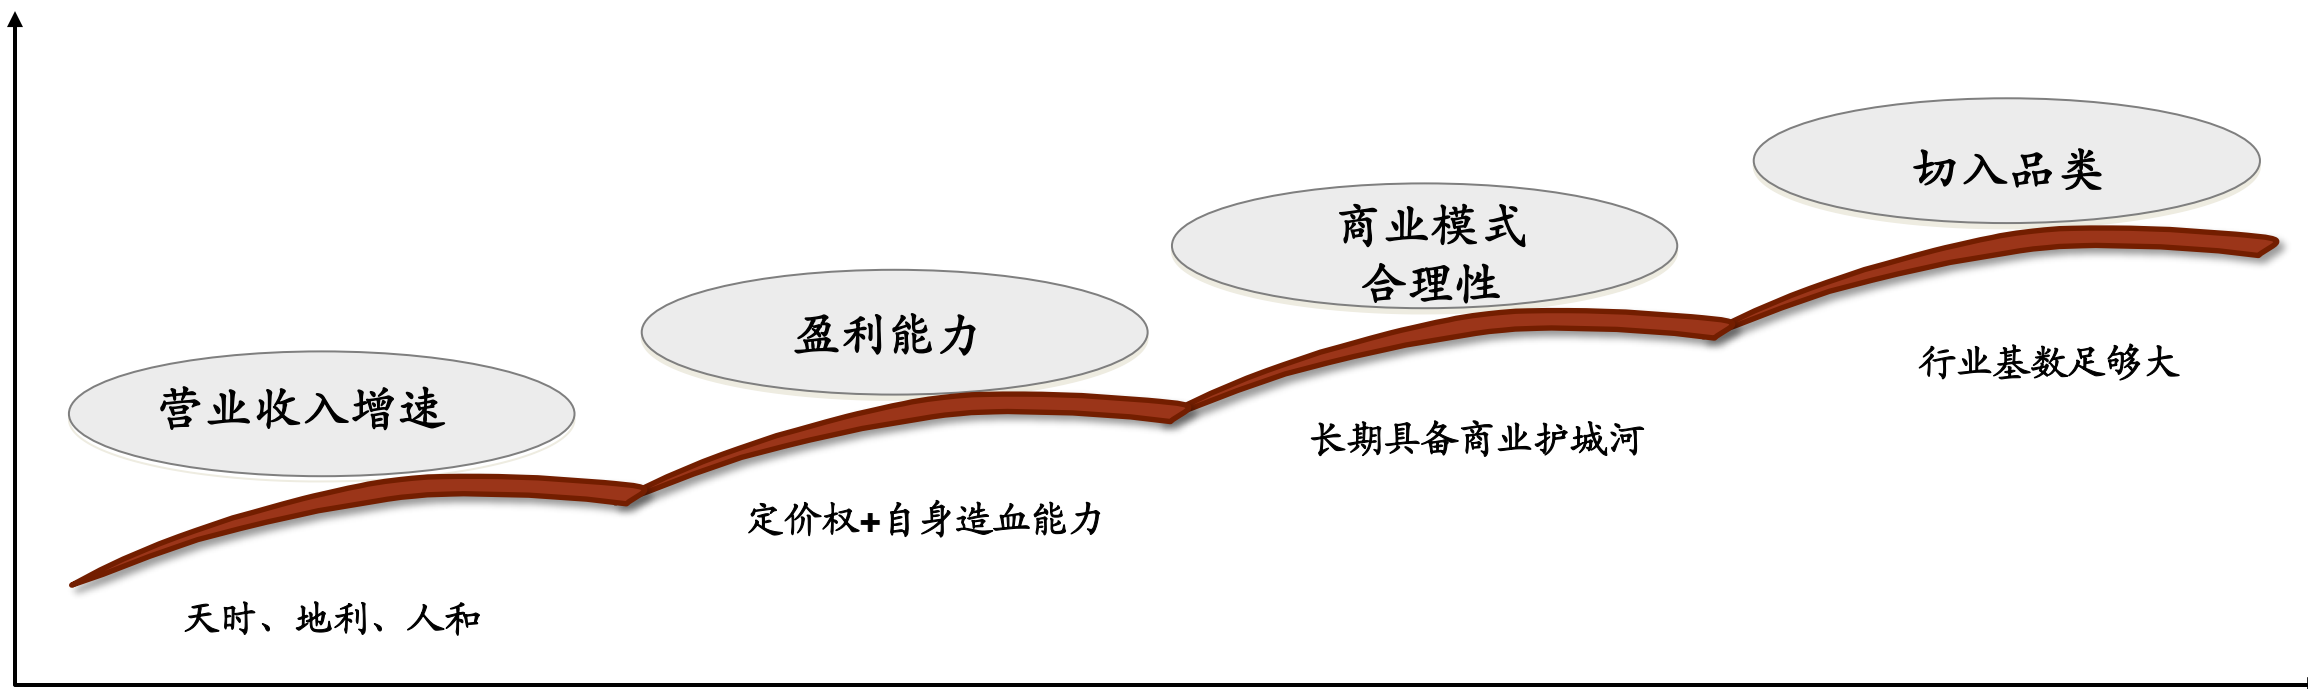 营业收入增速
天时、地利、人和
盈利能力
定价权+自身造血能力
商业模式
合理性
长期具备商业护城河
切入品类
行业基数足够大